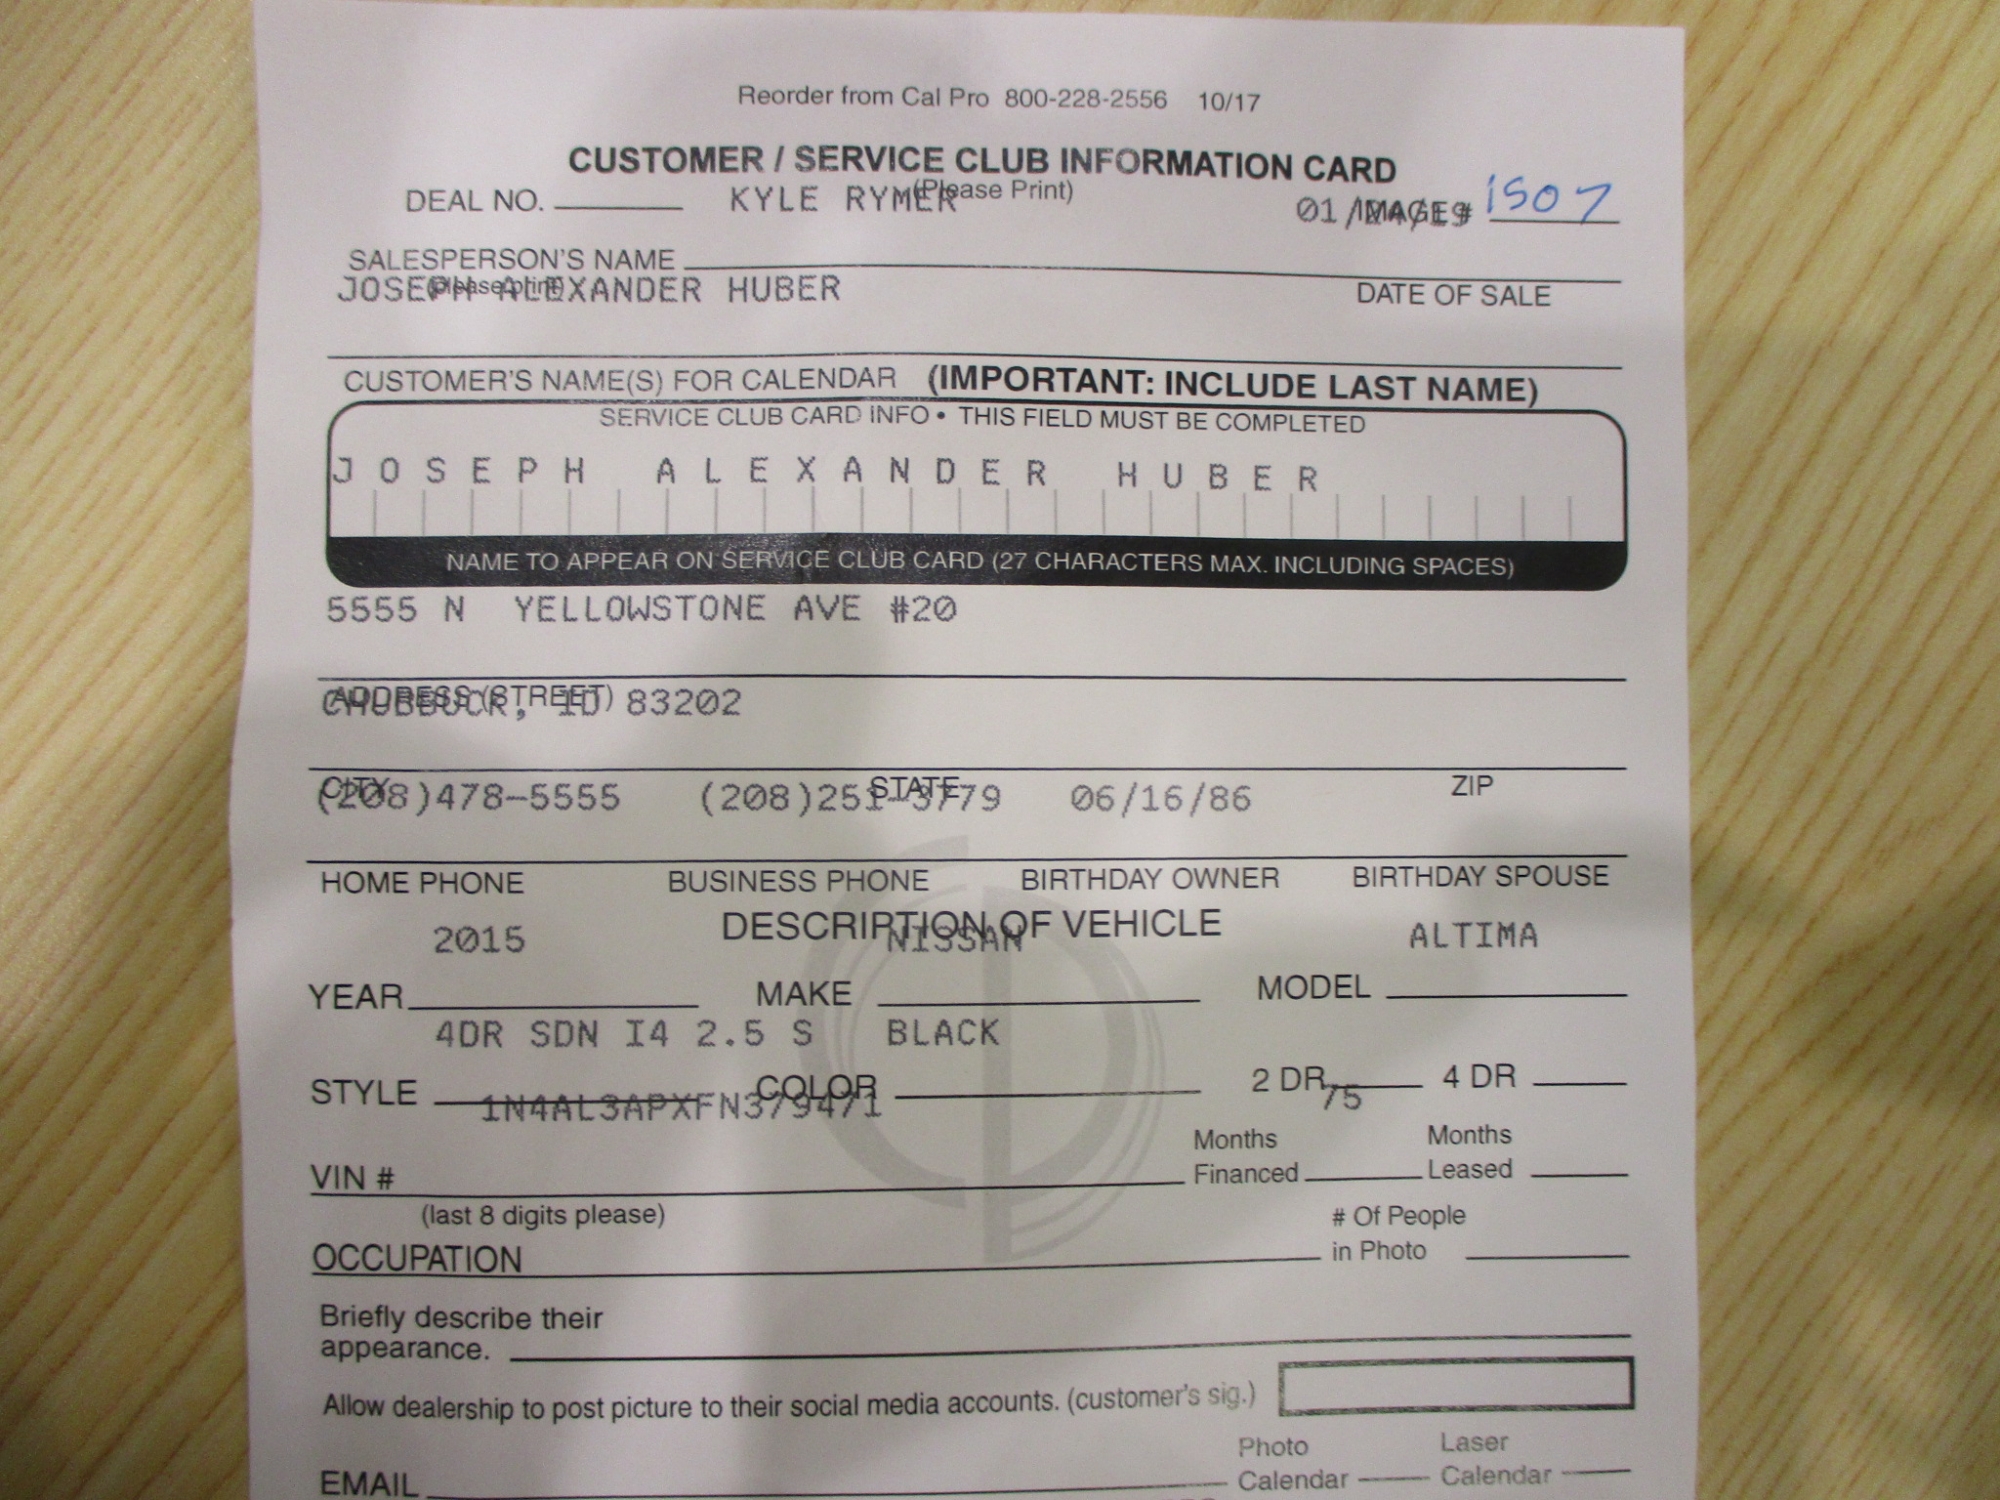 Reorder from Cal Pro 800-228-2556 10/17
CUSTOMER / SERVICE CLUB INFORMATION CARD
(Please Print)
DEAL NO. KYLE RYMER 01/24/19 IMAGE# 1507
SALESPERSON'S NAME
(please print)
JOSEPH ALEXANDER HUBER
DATE OF SALE
CUSTOMER'S NAME(S) FOR CALENDAR (IMPORTANT: INCLUDE LAST NAME)
SERVICE CLUB CARD INFO • THIS FIELD MUST BE COMPLETED
JOSEPH ALEXANDER HUBER
NAME TO APPEAR ON SERVICE CLUB CARD (27 CHARACTERS MAX. INCLUDING SPACES)
5555 N YELLOWSTONE AVE #20
ADDRESS (STREET)
CHUBBUCK, ID 83202
CITY STATE ZIP
(208)478-5555 (208)251-3779 06/16/86
HOME PHONE BUSINESS PHONE BIRTHDAY OWNER BIRTHDAY SPOUSE
DESCRIPTION OF VEHICLE
2015 NISSAN ALTIMA
YEAR MAKE MODEL
4DR SDN I4 2.5 S BLACK
STYLE COLOR 2 DR 4 DR
1N4AL3APXFN379471 75
VIN # Months Financed Months Leased
(last 8 digits please)
OCCUPATION # Of People in Photo
Briefly describe their
appearance.
Allow dealership to post picture to their social media accounts. (customer's sig.)
EMAIL Photo Calendar Laser Calendar